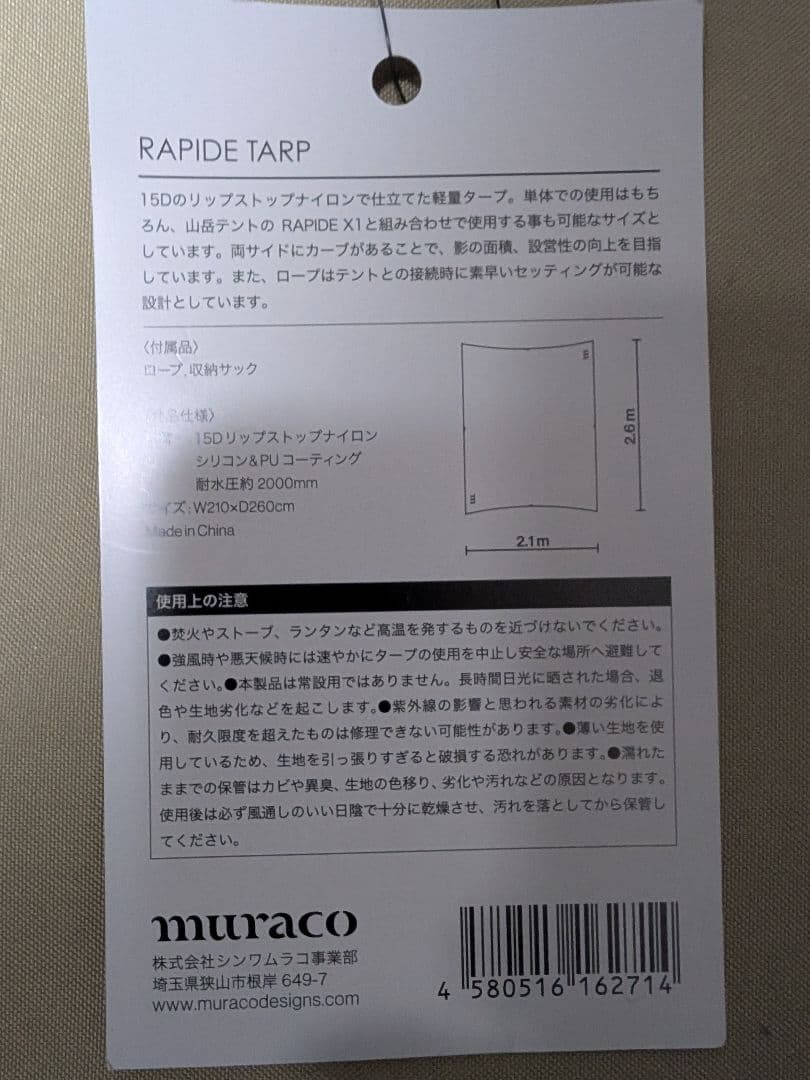 RAPIDE TARP
15Dのリップストップナイロンで仕立てた軽量タープ。単体での使用はもち
ろん、山岳テントの RAPIDE X1と組み合わせで使用する事も可能なサイズと
しています。両サイドにカーブがあることで、影の面積、設営性の向上を目指
しています。また、ロープはテントとの接続時に素早いセッティングが可能な
設計としています。
〈付属品〉
ロープ,収納サック
仕様〉
15Dリップストップナイロン
シリコン&PUコーティング
耐水圧約 2000mm
サイズ:W210×D260cm
Made in China
2.6m
2.1m
使用上の注意
●焚火やストーブ、ランタンなど高温を発するものを近づけないでください。
●強風時や悪天候時には速やかにタープの使用を中止し安全な場所へ避難して
ください。●本製品は常設用ではありません。長時間日光に晒された場合、退
色や生地劣化などを起こします。●紫外線の影響と思われる素材の劣化によ
り、耐久限度を超えたものは修理できない可能性があります。●薄い生地を使
用しているため、生地を引っ張りすぎると破損する恐れがあります。●濡れた
ままでの保管はカビや異臭、生地の色移り、劣化や汚れなどの原因となります。
使用後は必ず風通しのいい日陰で十分に乾燥させ、汚れを落としてから保管し
てください。
muraco
株式会社シンワムラコ事業部
埼玉県狭山市根岸 649-7
www.muracodesigns.com
4 580516 162714